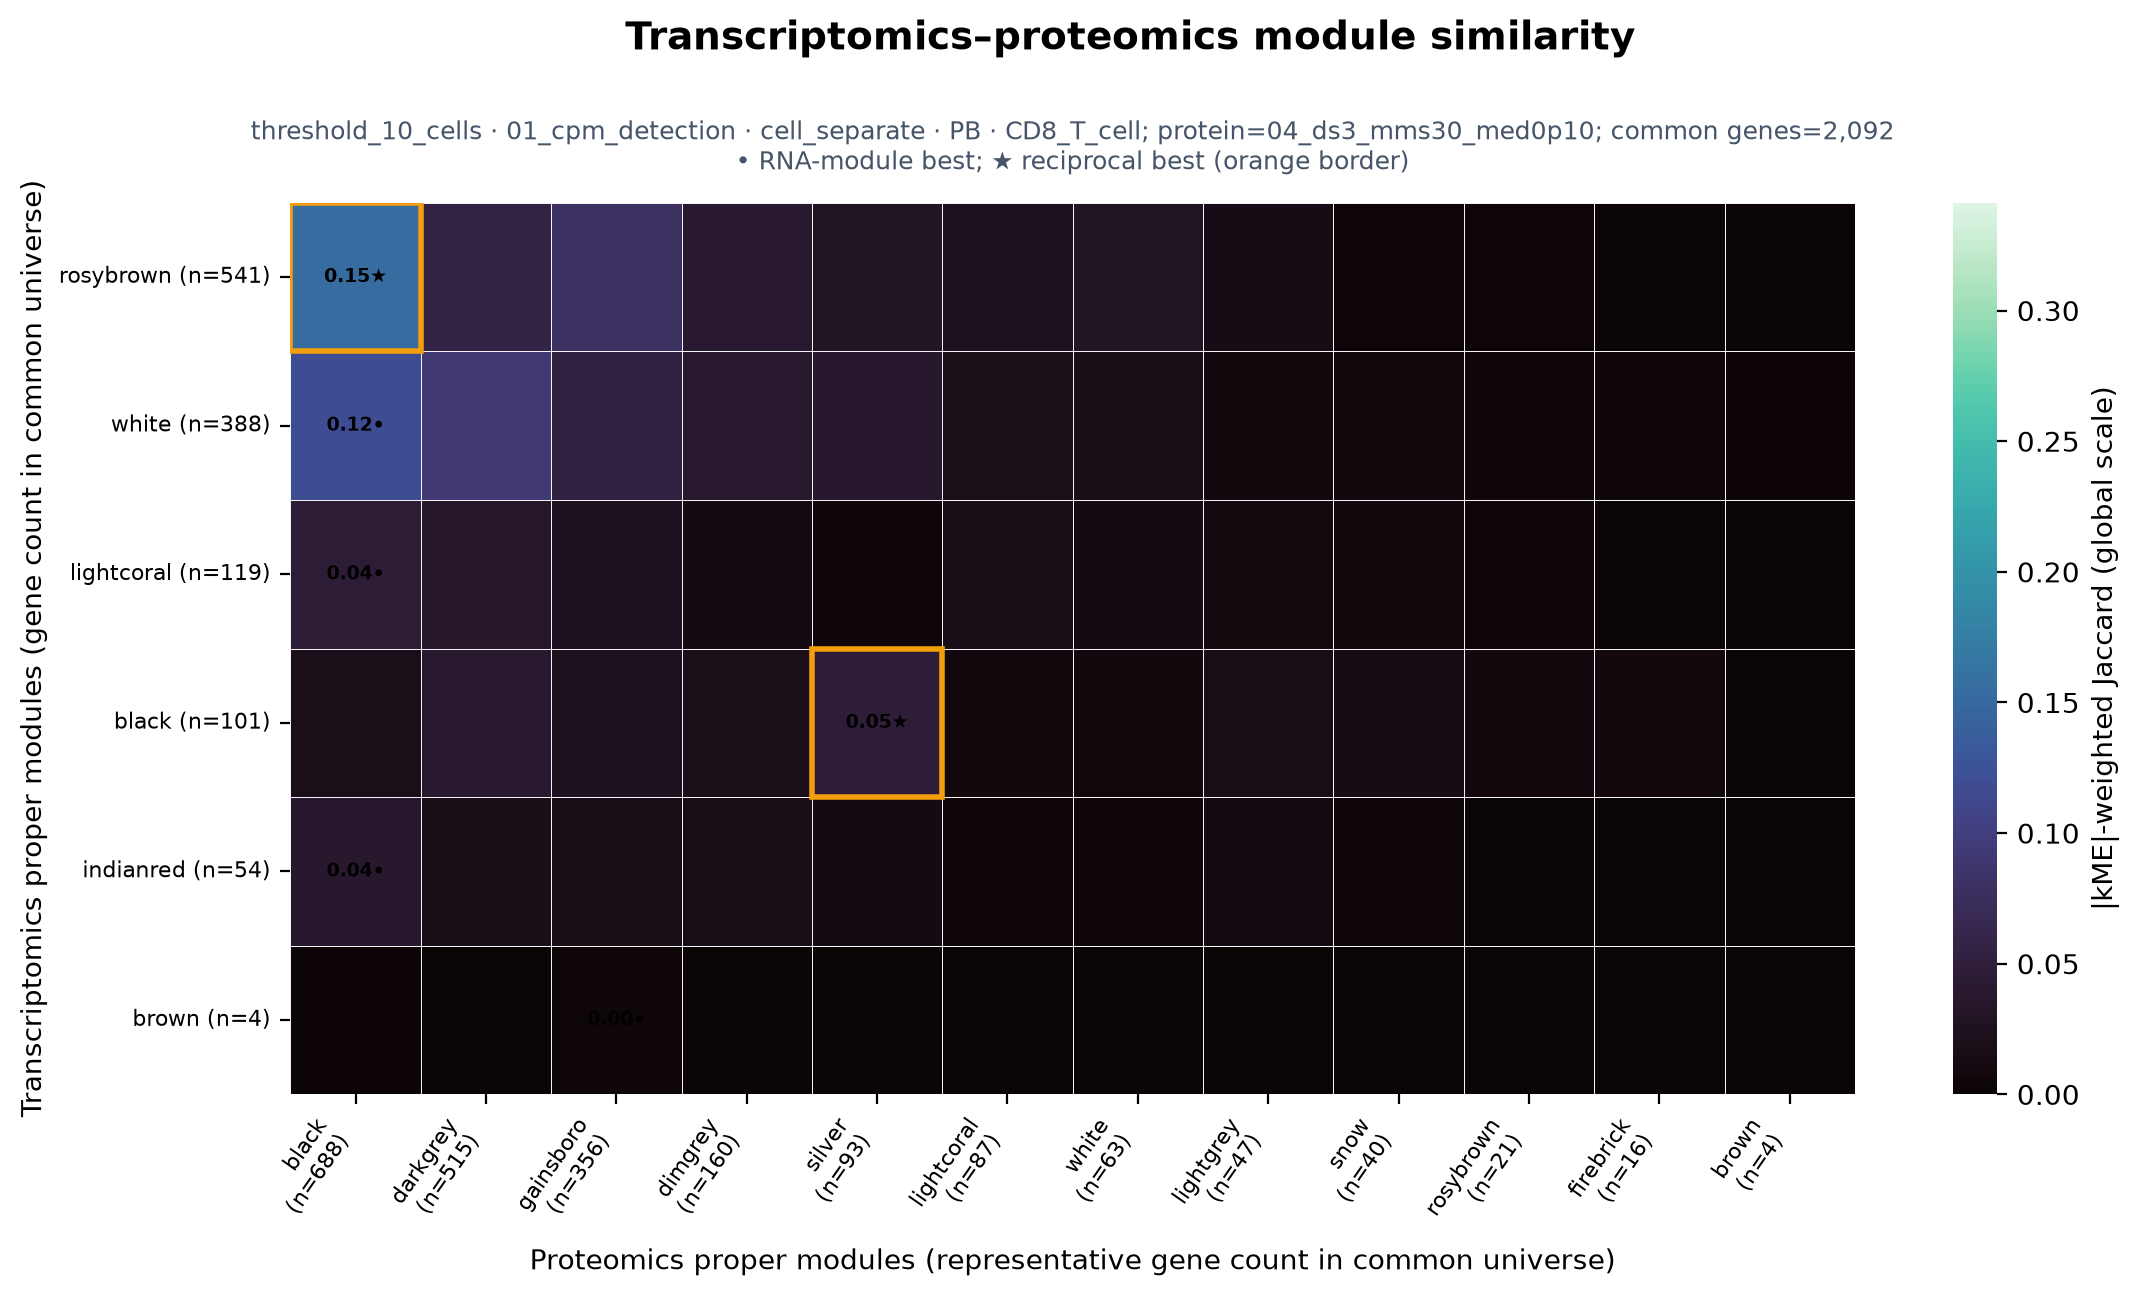 Transcriptomics–proteomics module similarity
threshold_10_cells · 01_cpm_detection · cell_separate · PB · CD8_T_cell; protein=04_ds3_mms30_med0p10; common genes=2,092
• RNA-module best; ★ reciprocal best (orange border)
Transcriptomics proper modules (gene count in common universe)
rosybrown (n=541)
white (n=388)
lightcoral (n=119)
black (n=101)
indianred (n=54)
brown (n=4)
0.15★
0.12•
0.04•
0.05★
0.04•
0.00•
black
(n=688)
darkgrey
(n=515)
gainsboro
(n=356)
dimgrey
(n=160)
silver
(n=93)
lightcoral
(n=87)
white
(n=63)
lightgrey
(n=47)
snow
(n=40)
rosybrown
(n=21)
firebrick
(n=16)
brown
(n=4)
Proteomics proper modules (representative gene count in common universe)
0.30
0.25
0.20
0.15
0.10
0.05
0.00
|kME|-weighted Jaccard (global scale)